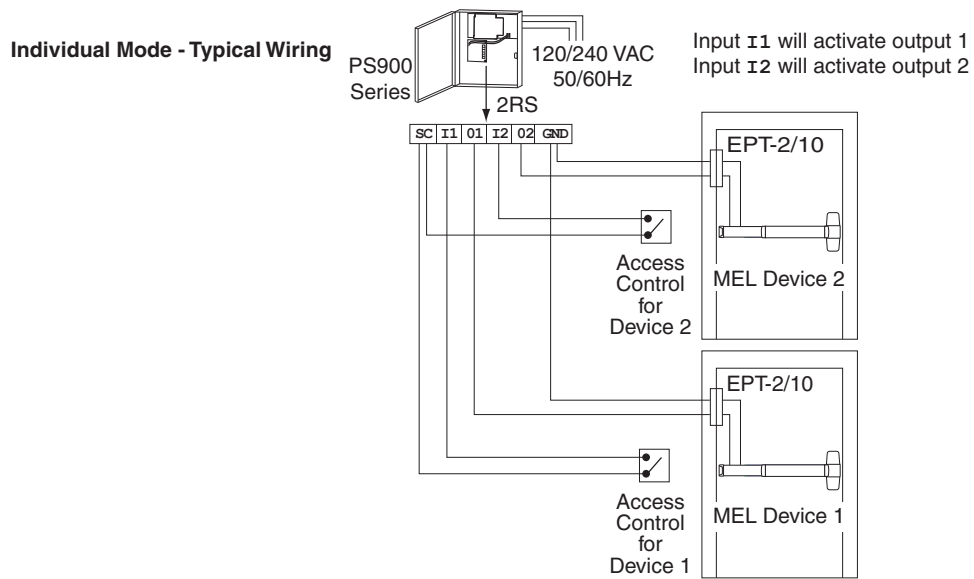 Individual Mode - Typical Wiring
PS900
Series
120/240 VAC
50/60Hz
Input I1 will activate output 1
Input I2 will activate output 2
2RS
SC I1 01 I2 02 GND
EPT-2/10
Access
Control
for
Device 2
MEL Device 2
EPT-2/10
Access
Control
for
Device 1
MEL Device 1